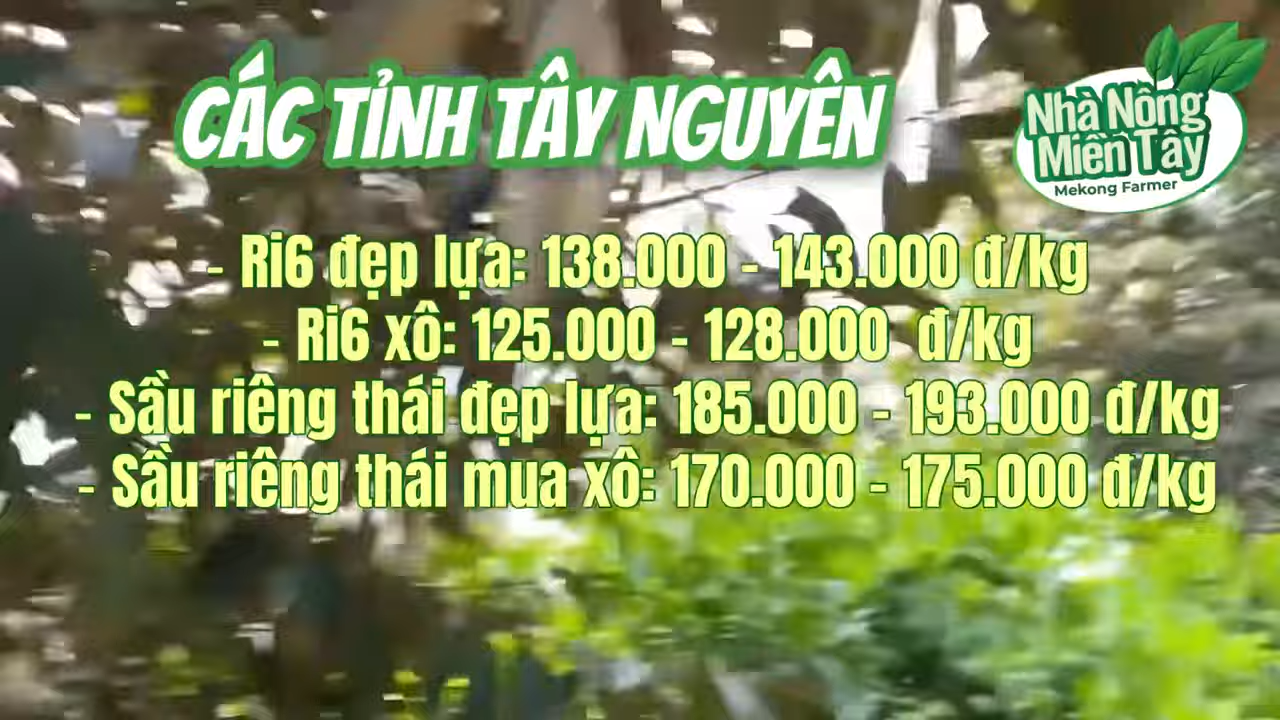 CÁC TỈNH TÂY NGUYÊN
Nhà Nông
Miền Tây
Mekong Farmer
- Ri6 đẹp lựa: 138.000 - 143.000 đ/kg
- Ri6 xô: 125.000 - 128.000 đ/kg
- Sầu riêng thái đẹp lựa: 185.000 - 193.000 đ/kg
- Sầu riêng thái mua xô: 170.000 - 175.000 đ/kg